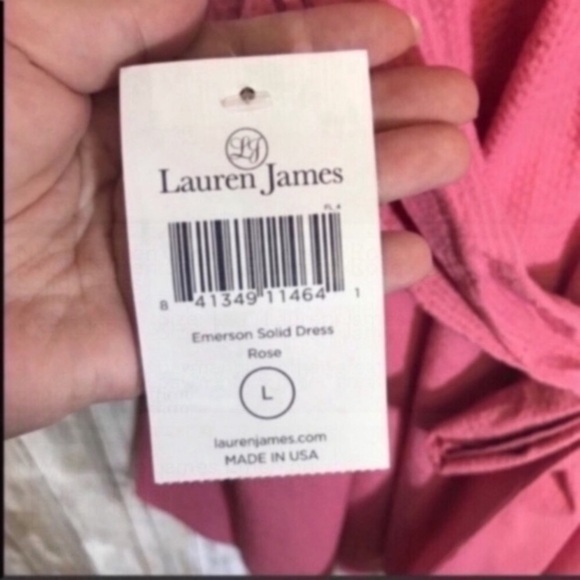 LJ
Lauren James
PL 4
8 41349 11464 1
Emerson Solid Dress
Rose
L
laurenjames.com
MADE IN USA